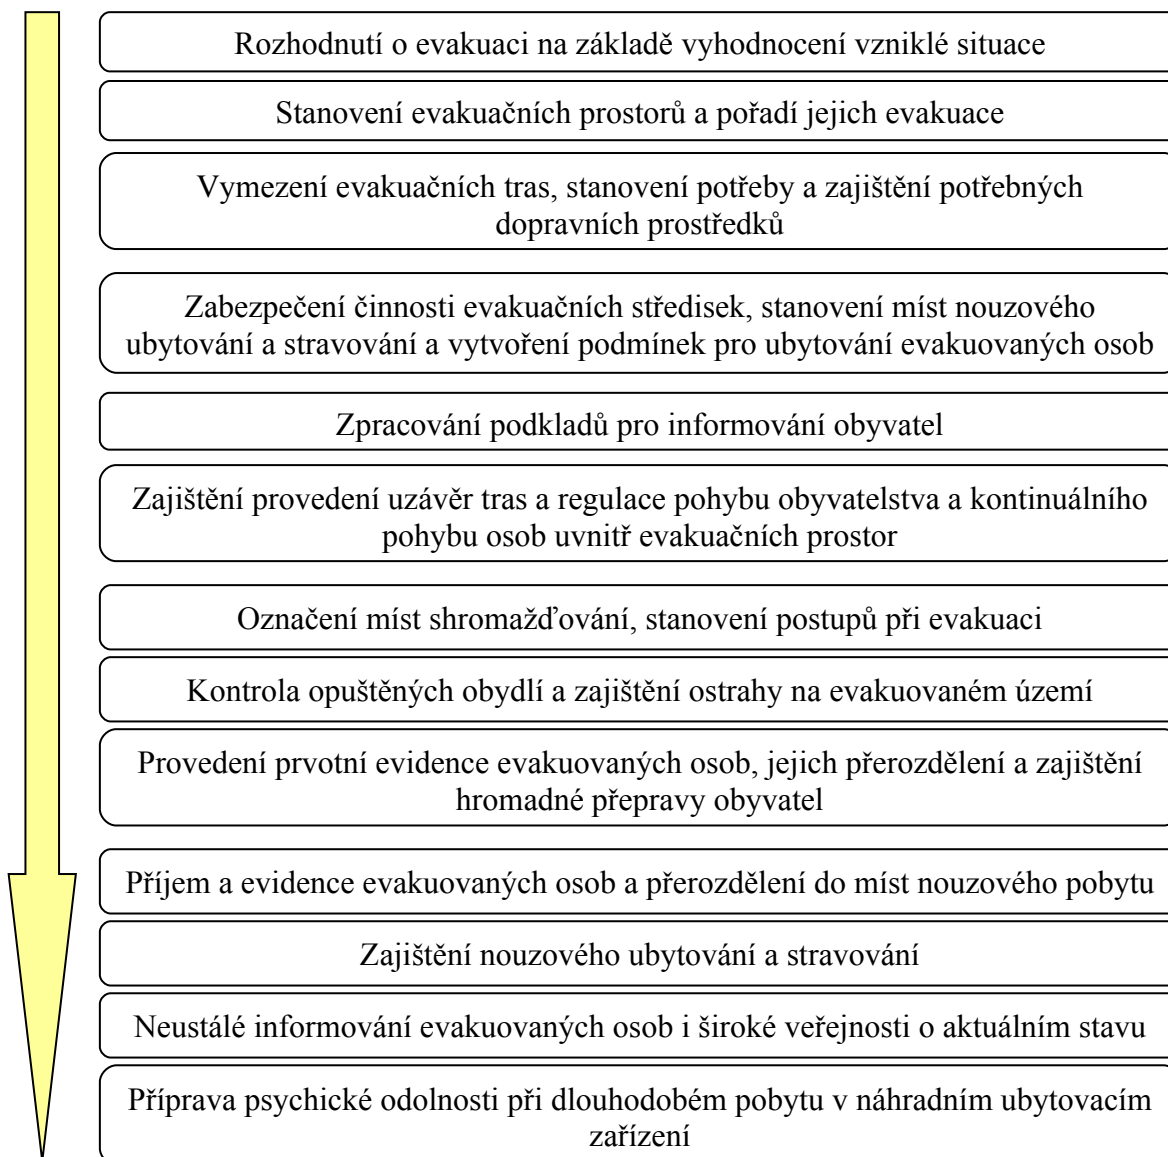 Rozhodnutí o evakuaci na základě vyhodnocení vzniklé situace
Stanovení evakuačních prostorů a pořadí jejich evakuace
Vymezení evakuačních tras, stanovení potřeby a zajištění potřebných
dopravních prostředků
Zabezpečení činnosti evakuačních středisek, stanovení míst nouzového
ubytování a stravování a vytvoření podmínek pro ubytování evakuovaných osob
Zpracování podkladů pro informování obyvatel
Zajištění provedení uzávěr tras a regulace pohybu obyvatelstva a kontinuálního
pohybu osob uvnitř evakuačních prostor
Označení míst shromažďování, stanovení postupů při evakuaci
Kontrola opuštěných obydlí a zajištění ostrahy na evakuovaném území
Provedení prvotní evidence evakuovaných osob, jejich přerozdělení a zajištění
hromadné přepravy obyvatel
Příjem a evidence evakuovaných osob a přerozdělení do míst nouzového pobytu
Zajištění nouzového ubytování a stravování
Neustálé informování evakuovaných osob i široké veřejnosti o aktuálním stavu
Příprava psychické odolnosti při dlouhodobém pobytu v náhradním ubytovacím
zařízení